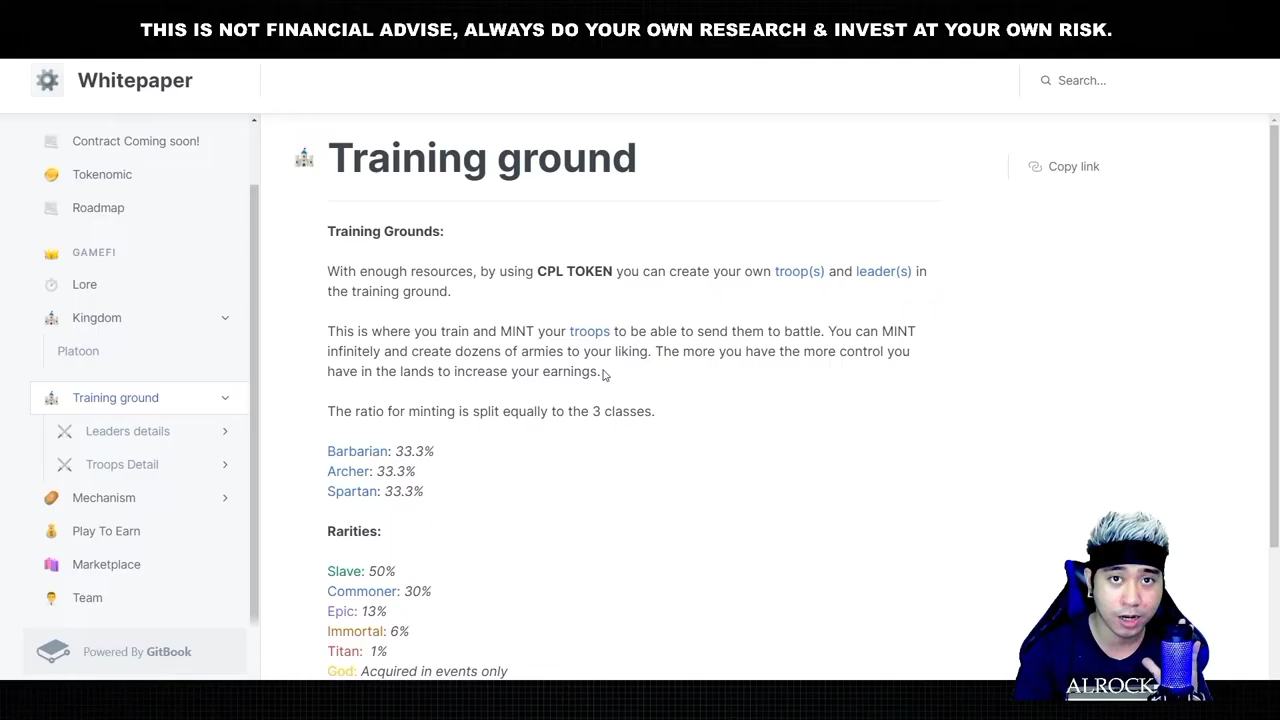 THIS IS NOT FINANCIAL ADVISE, ALWAYS DO YOUR OWN RESEARCH & INVEST AT YOUR OWN RISK.
Whitepaper
Search...
Contract Coming soon!
Tokenomic
Roadmap
GAMEFI
Lore
Kingdom
Platoon
Training ground
Leaders details
Troops Detail
Mechanism
Play To Earn
Marketplace
Team
Powered By GitBook
Training ground
Copy link
Training Grounds:
With enough resources, by using CPL TOKEN you can create your own troop(s) and leader(s) in
the training ground.
This is where you train and MINT your troops to be able to send them to battle. You can MINT
infinitely and create dozens of armies to your liking. The more you have the more control you
have in the lands to increase your earnings.
The ratio for minting is split equally to the 3 classes.
Barbarian: 33.3%
Archer: 33.3%
Spartan: 33.3%
Rarities:
Slave: 50%
Commoner: 30%
Epic: 13%
Immortal: 6%
Titan: 1%
God: Acquired in events only
ALROCK